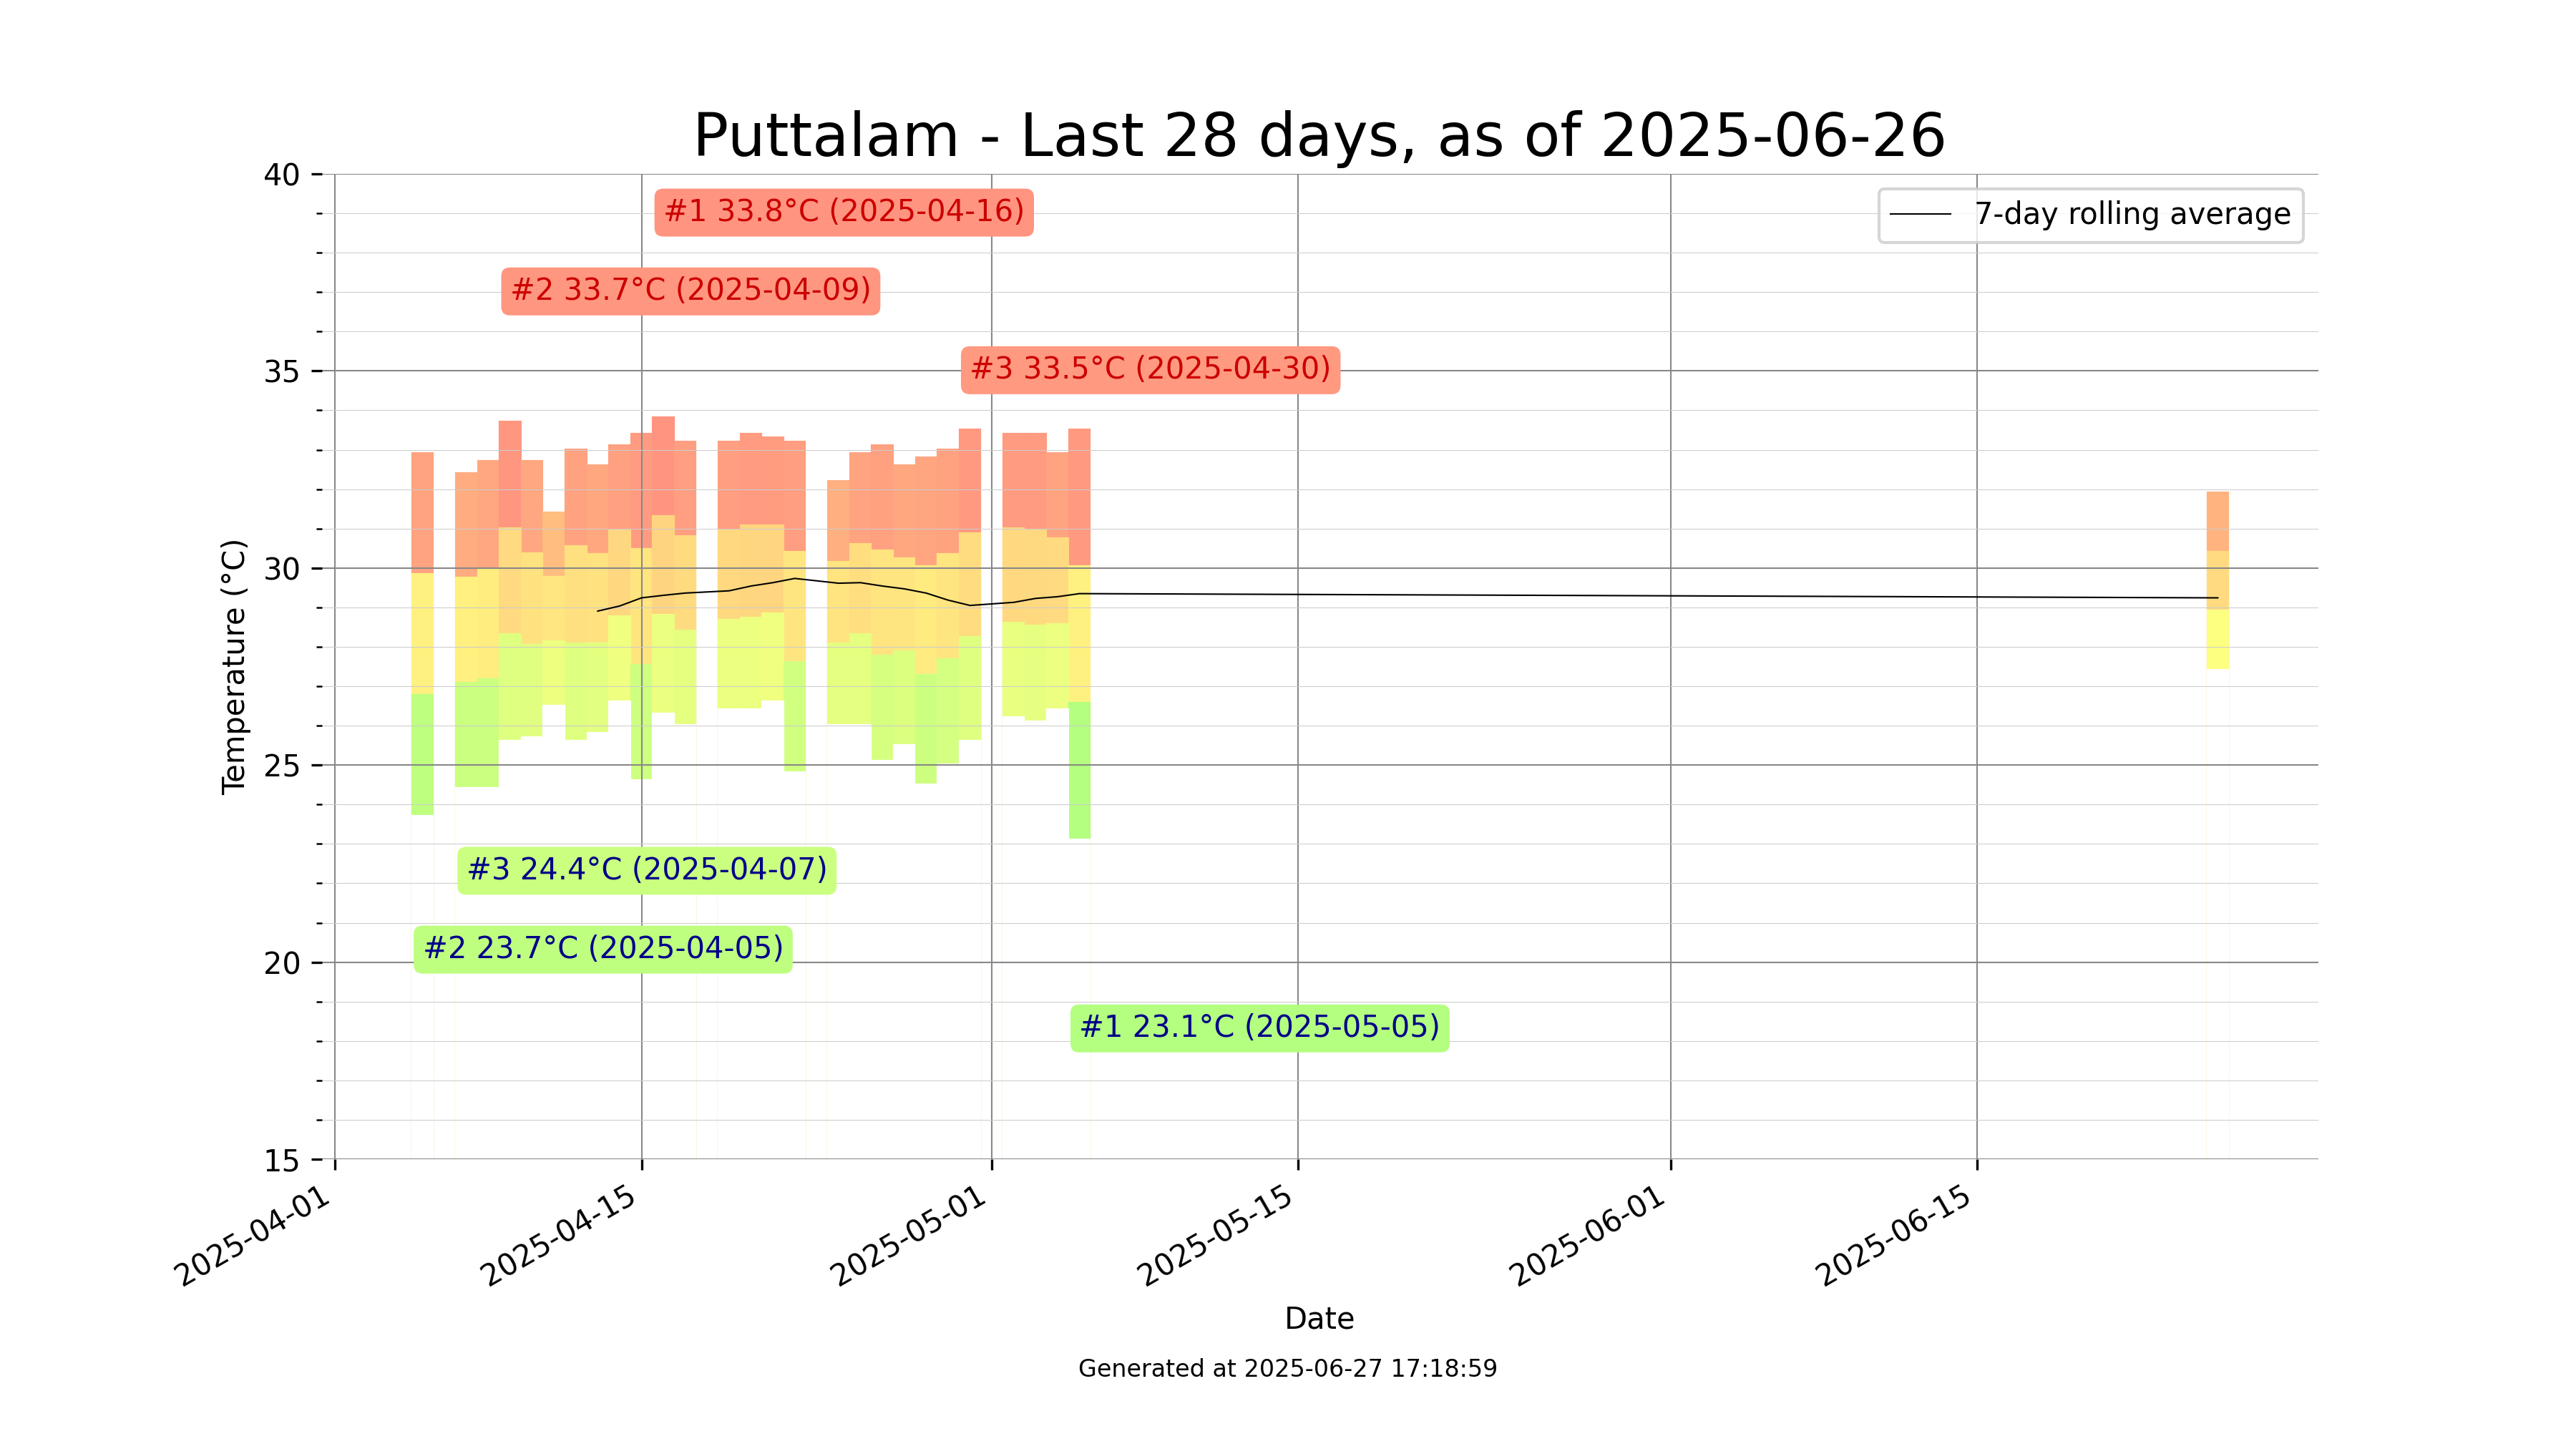 Puttalam - Last 28 days, as of 2025-06-26
40
35
30
25
20
15
Temperature (°C)
#1 33.8°C (2025-04-16)
7-day rolling average
#2 33.7°C (2025-04-09)
#3 33.5°C (2025-04-30)
#3 24.4°C (2025-04-07)
#2 23.7°C (2025-04-05)
#1 23.1°C (2025-05-05)
2025-04-01
2025-04-15
2025-05-01
2025-05-15
2025-06-01
2025-06-15
Date
Generated at 2025-06-27 17:18:59